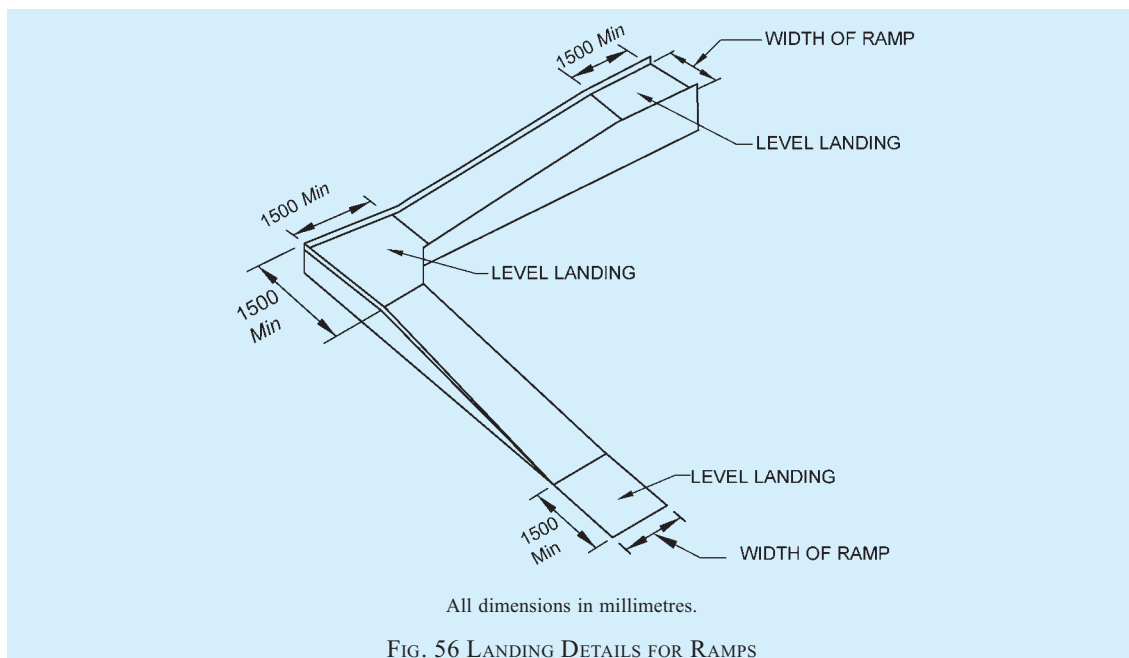 1500 Min
WIDTH OF RAMP
LEVEL LANDING
1500 Min
LEVEL LANDING
1500
Min
LEVEL LANDING
1500
Min
WIDTH OF RAMP
All dimensions in millimetres.
FIG. 56 LANDING DETAILS FOR RAMPS